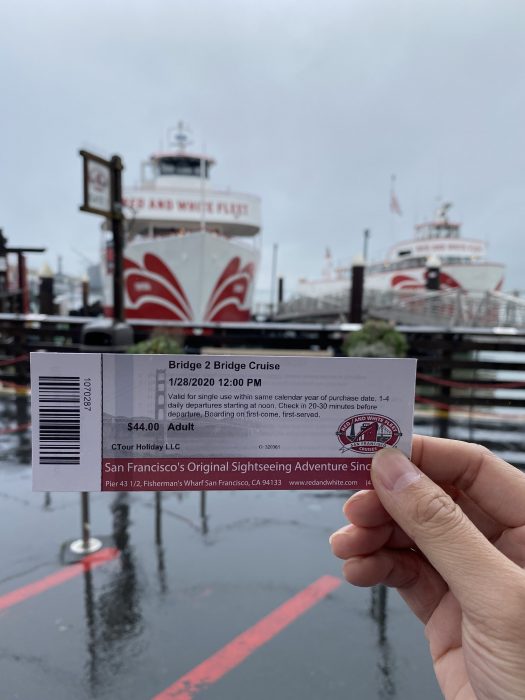 RED AND WHITE FLEET
Bridge 2 Bridge Cruise
1/28/2020 12:00 PM
Valid for single use within same calendar year of purchase date, 1-4
daily departures starting at noon. Check in 20-30 minutes before
departure. Boarding on first-come, first-served.
$44.00 Adult
CTour Holiday LLC
1070287
RED AND WHITE
SAN FRANCISCO
CRUISES
San Francisco's Original Sightseeing Adventure Sinc
Pier 43 1/2, Fisherman's Wharf San Francisco, CA 94133 www.redandwhite.com (4